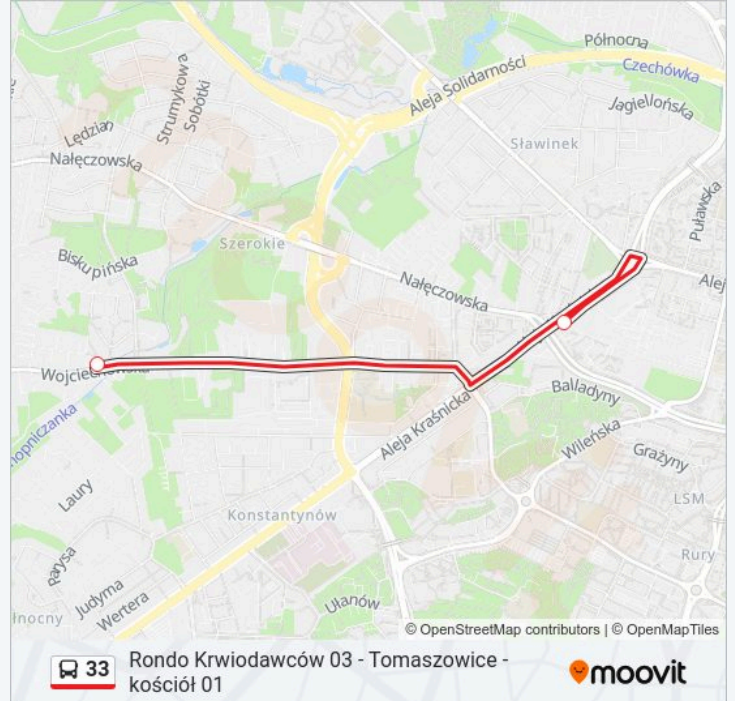 Północna
Czechówka
Aleja Solidarności
Jagiellońska
Strumykowa
Sobótki
Lędzian
Sławinek
Nałęczowska
Puławska
Szerokie
Biskupińska
Nałęczowska
Alej
Wojciechowska
Balladyny
Aleja Kraśnicka
Wileńska
Grażyny
LSM
Laury
Konstantynów
Rury
Parysa
Judyma
Wertera
Ułanów
© OpenStreetMap contributors | © OpenMapTiles
33
Rondo Krwiodawców 03 - Tomaszowice -
kościół 01
moovit